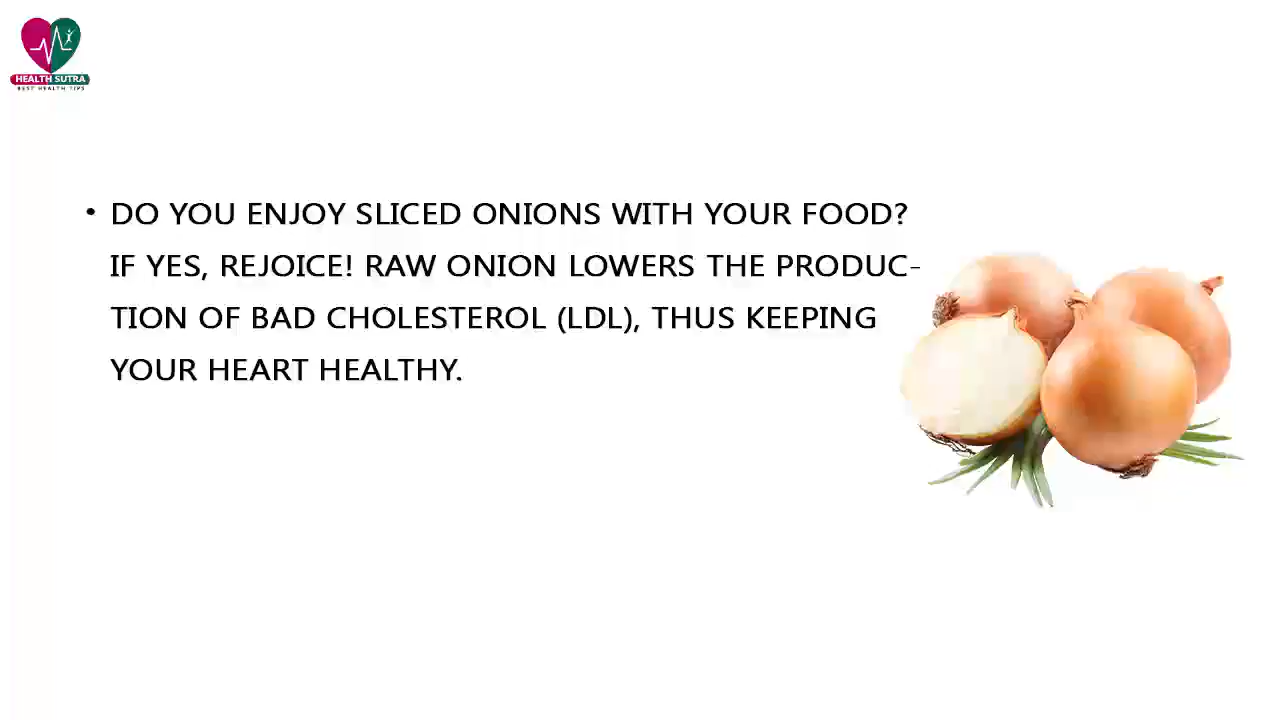 HEALTH SUTRA
BEST HEALTH TIPS
• DO YOU ENJOY SLICED ONIONS WITH YOUR FOOD?
IF YES, REJOICE! RAW ONION LOWERS THE PRODUC-
TION OF BAD CHOLESTEROL (LDL), THUS KEEPING
YOUR HEART HEALTHY.